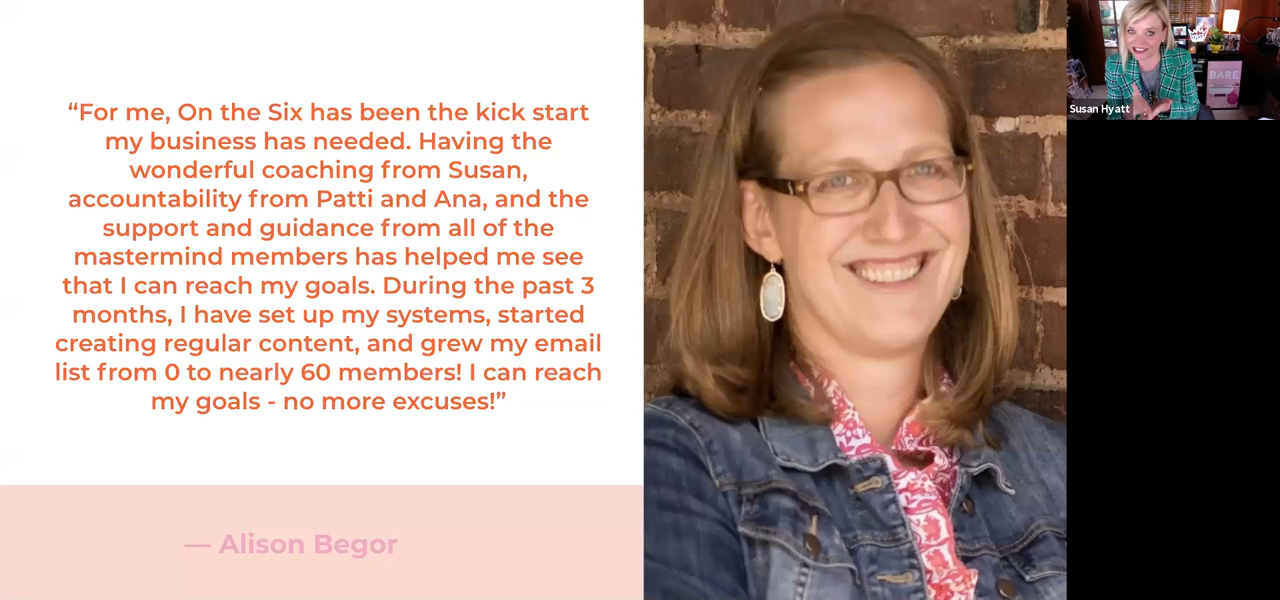 “For me, On the Six has been the kick start
my business has needed. Having the
wonderful coaching from Susan,
accountability from Patti and Ana, and the
support and guidance from all of the
mastermind members has helped me see
that I can reach my goals. During the past 3
months, I have set up my systems, started
creating regular content, and grew my email
list from 0 to nearly 60 members! I can reach
my goals - no more excuses!”
— Alison Begor
BARE
Susan Hyatt